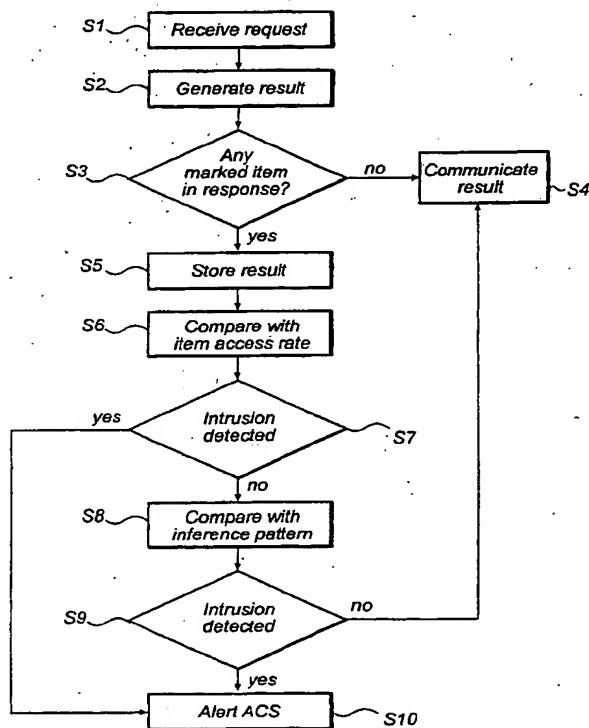 S1
Receive request
S2
Generate result
S3
Any
marked item
in response?
no
Communicate
result
S4
yes
S5
Store result
S6
Compare with
item access rate
yes
Intrusion
detected
S7
no
S8
Compare with
inference pattern
S9
Intrusion
detected
no
yes
Alert ACS
S10